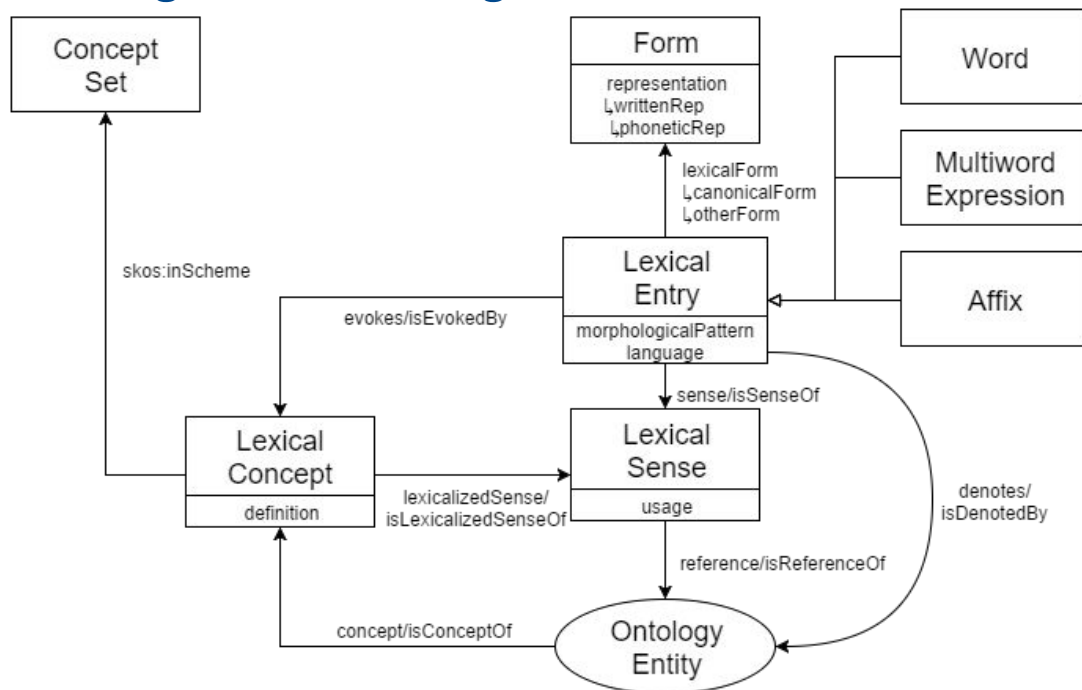 Concept
Set
Form
representation
↳writtenRep
↳phoneticRep
Word
Multiword
Expression
Affix
lexicalForm
↳canonicalForm
↳otherForm
skos:inScheme
Lexical
Entry
morphologicalPattern
language
evokes/isEvokedBy
sense/isSenseOf
Lexical
Concept
definition
lexicalizedSense/
isLexicalizedSenseOf
Lexical
Sense
usage
denotes/
isDenotedBy
reference/isReferenceOf
concept/isConceptOf
Ontology
Entity